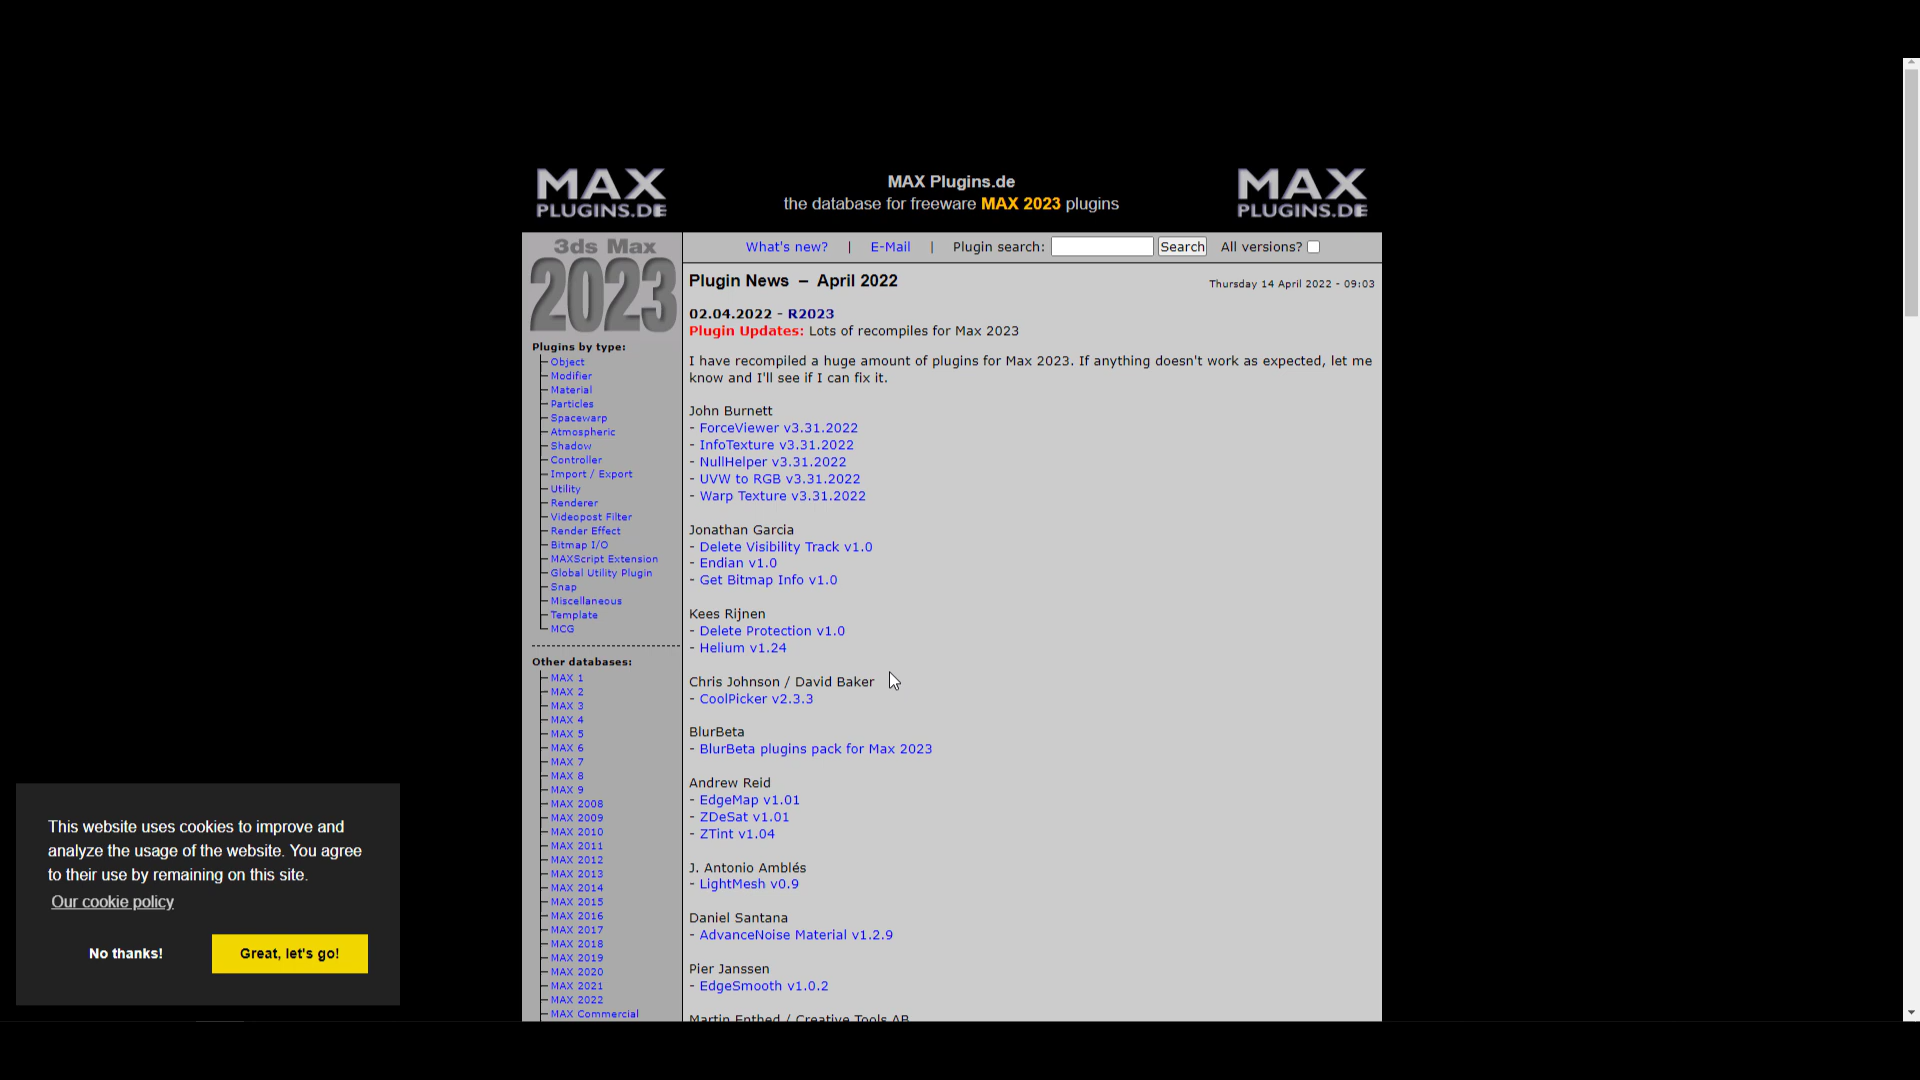 MAX
PLUGINS.DE
MAX Plugins.de
the database for freeware MAX 2023 plugins
MAX
PLUGINS.DE
3ds Max
2023
What's new? | E-Mail | Plugin search: Search All versions?
Plugins by type:
Object
Modifier
Material
Particles
Spacewarp
Atmospheric
Shadow
Controller
Import / Export
Utility
Renderer
Videopost Filter
Render Effect
Bitmap I/O
MAXScript Extension
Global Utility Plugin
Snap
Miscellaneous
Template
MCG
Other databases:
MAX 1
MAX 2
MAX 3
MAX 4
MAX 5
MAX 6
MAX 7
MAX 8
MAX 9
MAX 2008
MAX 2009
MAX 2010
MAX 2011
MAX 2012
MAX 2013
MAX 2014
MAX 2015
MAX 2016
MAX 2017
MAX 2018
MAX 2019
MAX 2020
MAX 2021
MAX 2022
MAX Commercial
Plugin News – April 2022
Thursday 14 April 2022 - 09:03
02.04.2022 - R2023
Plugin Updates: Lots of recompiles for Max 2023
I have recompiled a huge amount of plugins for Max 2023. If anything doesn't work as expected, let me
know and I'll see if I can fix it.
John Burnett
- ForceViewer v3.31.2022
- InfoTexture v3.31.2022
- NullHelper v3.31.2022
- UVW to RGB v3.31.2022
- Warp Texture v3.31.2022
Jonathan Garcia
- Delete Visibility Track v1.0
- Endian v1.0
- Get Bitmap Info v1.0
Kees Rijnen
- Delete Protection v1.0
- Helium v1.24
Chris Johnson / David Baker
- CoolPicker v2.3.3
BlurBeta
- BlurBeta plugins pack for Max 2023
Andrew Reid
- EdgeMap v1.01
- ZDeSat v1.01
- ZTint v1.04
J. Antonio Amblés
- LightMesh v0.9
Daniel Santana
- AdvanceNoise Material v1.2.9
Pier Janssen
- EdgeSmooth v1.0.2
Martin Enthed / Creative Tools AB
This website uses cookies to improve and
analyze the usage of the website. You agree
to their use by remaining on this site.
Our cookie policy
No thanks!
Great, let's go!